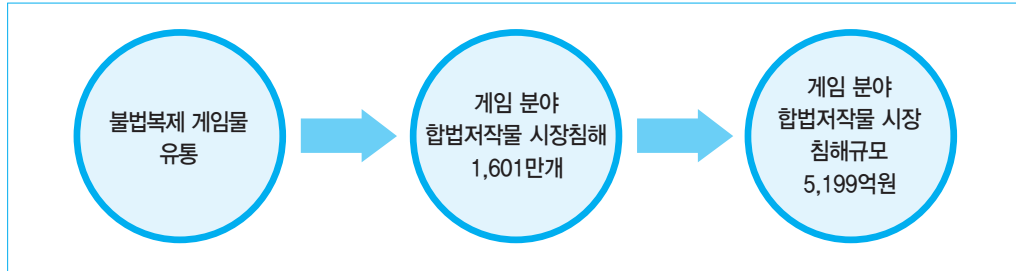 불법복제 게임물
유통
게임 분야
합법저작물 시장침해
1,601만개
게임 분야
합법저작물 시장
침해규모
5,199억원